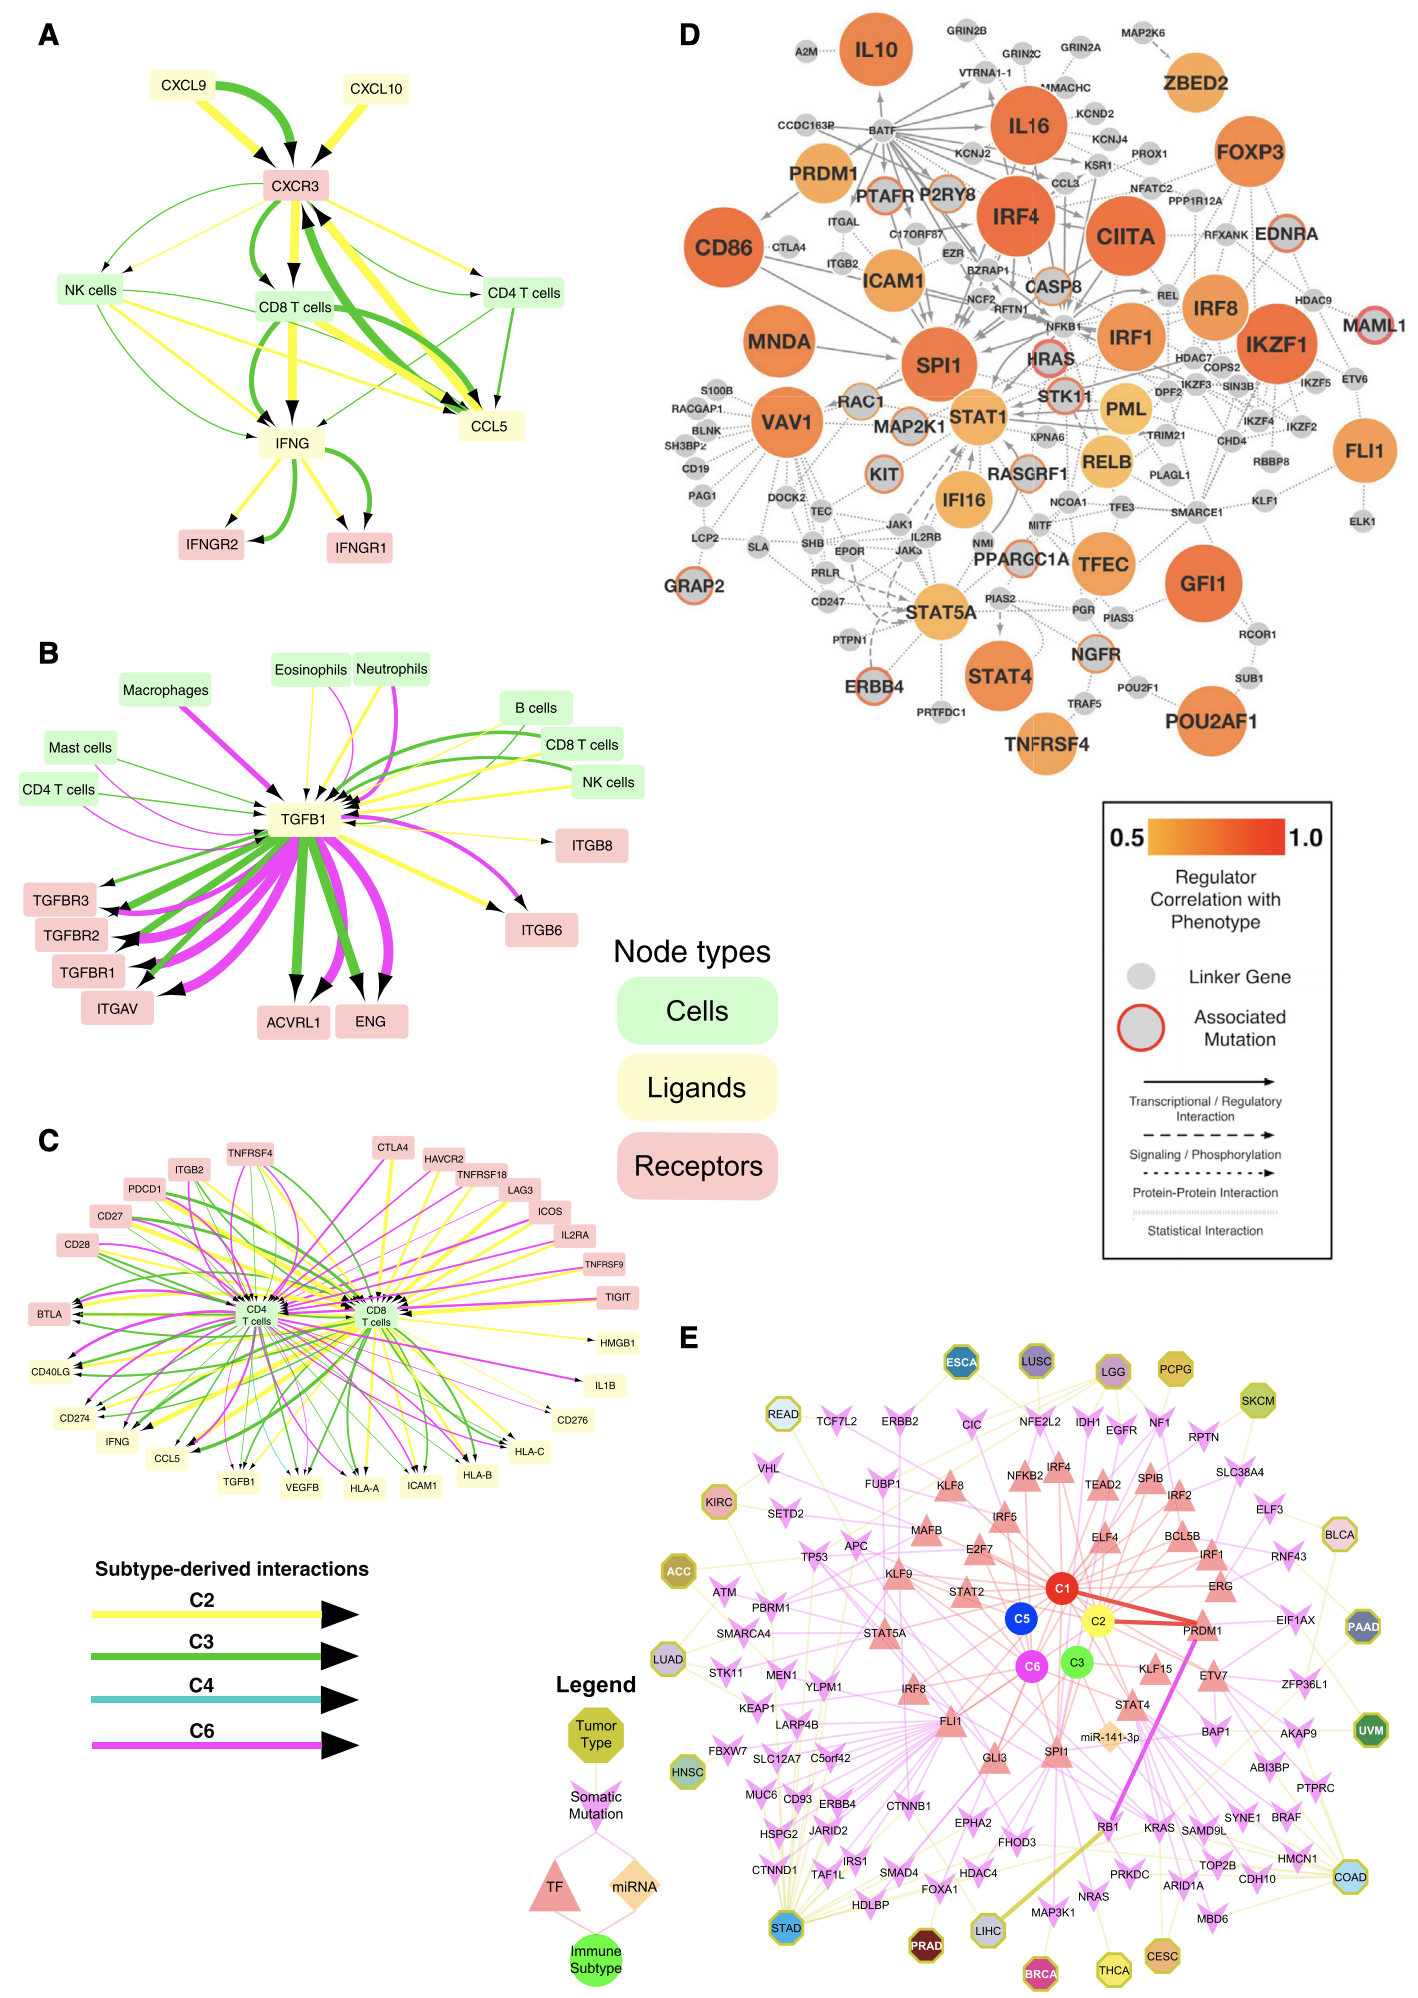 A
CXCL9
CXCL10
CXCR3
NK cells
CD8 T cells
CD4 T cells
IFNG
CCL5
IFNGR2
IFNGR1
B
Macrophages
Eosinophils
Neutrophils
B cells
Mast cells
CD8 T cells
CD4 T cells
NK cells
TGFB1
ITGB8
TGFBR3
ITGB6
TGFBR2
TGFBR1
ITGAV
ACVRL1
ENG
Node types
Cells
Ligands
Receptors
C
TNFRSF4
CTLA4
ITGB2
HAVCR2
PDCD1
TNFRSF18
LAG3
CD27
ICOS
CD28
IL2RA
TNFRSF9
BTLA
TIGIT
CD4
T cells
CD8
T cells
HMGB1
CD40LG
IL1B
CD274
CD276
IFNG
CCL5
HLA-C
TGFB1
VEGFB
HLA-A
ICAM1
HLA-B
Subtype-derived interactions
C2
C3
C4
C6
D
IL10
A2M
GRIN2B
GRIN2C
GRIN2A
MAP2K6
VTRNA1-1
MMACHC
ZBED2
CCDC163P
BATF
IL16
KCND2
KCNJ4
KCNJ2
KSR1
PROX1
FOXP3
PRDM1
PTAFR
P2RY8
CCL3
NFATC2
PPP1R12A
ITGAL
C17ORF87
IRF4
CIITA
RFXANK
EDNRA
CD86
CTLA4
ITGB2
EZR
BZRAP1
ICAM1
CASP8
NCF2
RFTN1
REL
IRF8
HDAC9
MAML1
MNDA
NFKB1
IRF1
IKZF1
SPI1
HRAS
HDAC7
COPS2
S100B
RAC1
STK11
DPF2
IKZF3
SIN3B
IKZF5
ETV6
RACGAP1
VAV1
MAP2K1
STAT1
PML
IKZF4
IKZF2
BLNK
SH3BP2
KPNA6
TRIM21
CHD4
FLI1
CD19
KIT
RASGRF1
RELB
PLAGL1
RBBP8
PAG1
DOCK2
TEC
IFI16
NCOA1
TFE3
SMARCE1
KLF1
ELK1
LCP2
SLA
SHB
JAK1
IL2RB
JAK3
EPOR
NMI
MITF
GRAP2
PRLR
PPARGC1A
TFEC
GFI1
CD247
STAT5A
PIAS2
PGR
PIAS3
PTPN1
RCOR1
ERBB4
STAT4
NGFR
SUB1
PRTFDC1
TRAF5
POU2F1
POU2AF1
TNFRSF4
0.5
1.0
Regulator
Correlation with
Phenotype
Linker Gene
Associated
Mutation
Transcriptional / Regulatory
Interaction
Signaling / Phosphorylation
Protein-Protein Interaction
Statistical Interaction
E
ESCA
LUSC
LGG
PCPG
SKCM
READ
TCF7L2
ERBB2
CIC
NFE2L2
IDH1
EGFR
NF1
RPTN
VHL
FUBP1
KLF8
NFKB2
IRF4
TEAD2
SPIB
IRF2
SLC38A4
KIRC
SETD2
MAFB
IRF5
ELF4
BCL5B
ELF3
BLCA
TP53
APC
E2F7
IRF1
RNF43
ACC
ATM
PBRM1
KLF9
STAT2
C1
ERG
SMARCA4
STAT5A
C5
C2
PRDM1
EIF1AX
PAAD
LUAD
STK11
MEN1
YLPM1
C6
C3
KLF15
ETV7
ZFP36L1
KEAP1
IRF8
STAT4
LARP4B
FLI1
miR-141-3p
BAP1
AKAP9
UVM
FBXW7
SLC12A7
C5orf42
GLI3
SPI1
ABI3BP
HNSC
PTPRC
MUC6
CD93
ERBB4
CTNNB1
EPHA2
RB1
KRAS
SAMD9L
SYNE1
BRAF
HSPG2
JARID2
FHOD3
CTNND1
TAF1L
IRS1
SMAD4
HDAC4
PRKDC
TOP2B
HMCN1
COAD
FOXA1
NRAS
ARID1A
CDH10
HDLBP
MAP3K1
MBD6
STAD
LIHC
PRAD
CESC
BRCA
THCA
Legend
Tumor
Type
Somatic
Mutation
TF
miRNA
Immune
Subtype